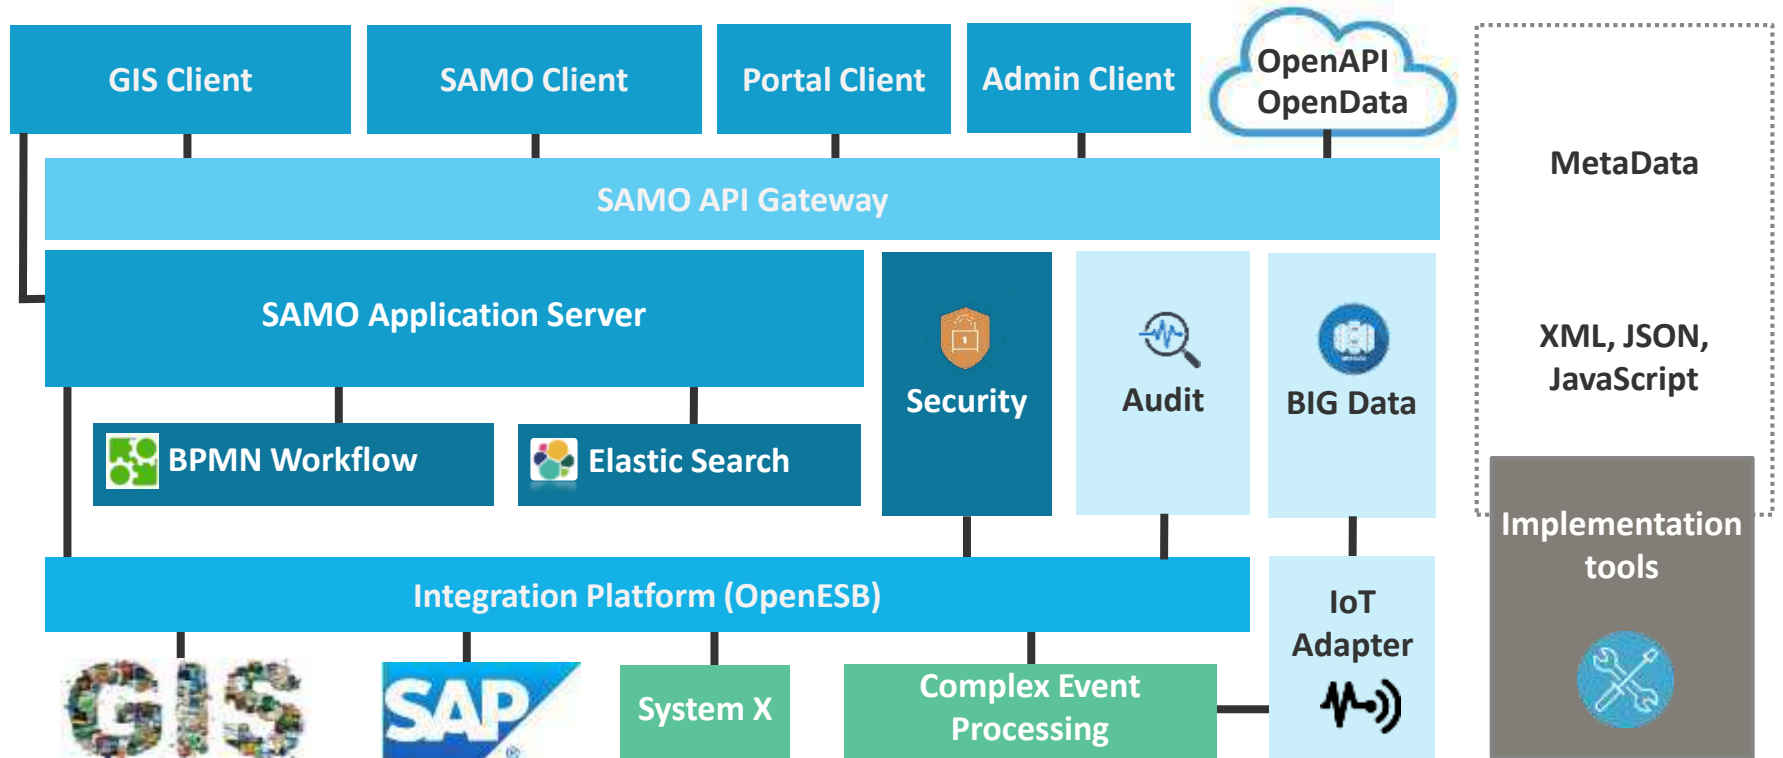 GIS Client
SAMO Client
Portal Client
Admin Client
OpenAPI
OpenData
SAMO API Gateway
MetaData
XML, JSON,
JavaScript
SAMO Application Server
Security
Audit
BIG Data
BPMN Workflow
Elastic Search
Implementation
tools
Integration Platform (OpenESB)
IoT
Adapter
GIS
SAP
®
System X
Complex Event
Processing